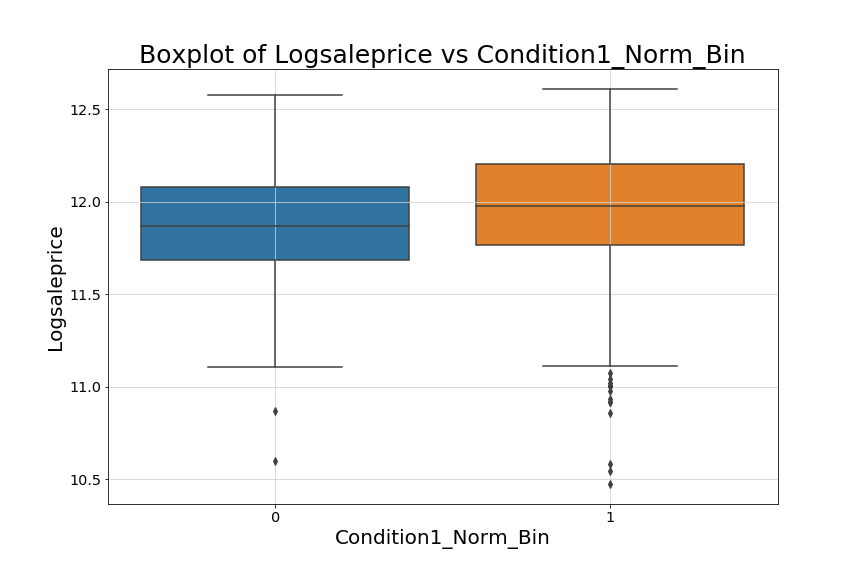 Boxplot of Logsaleprice vs Condition1_Norm_Bin
12.5
12.0
11.5
11.0
10.5
Logsaleprice
0 1
Condition1_Norm_Bin